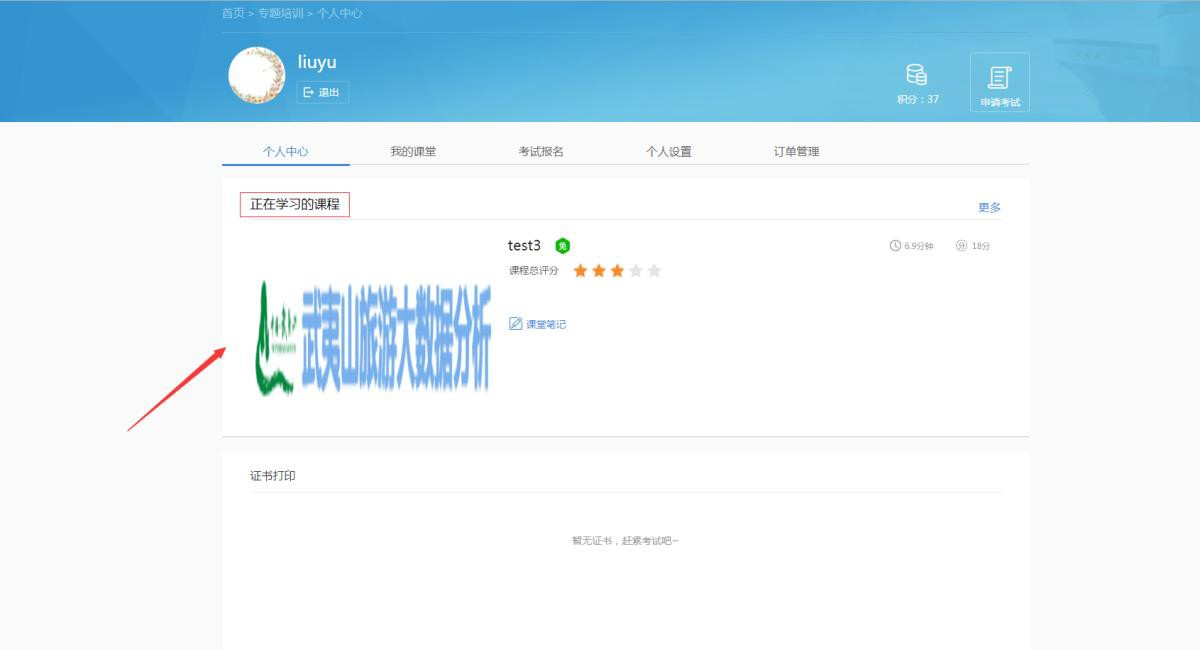 首页 > 专题培训 > 个人中心
liuyu
退出
积分：37
申请考试
个人中心 我的课堂 考试报名 个人设置 订单管理
正在学习的课程
更多
test3 免
6.9分钟 分 18分
课程总评分
武夷山旅游大数据分析
课堂笔记
证书打印
暂无证书，赶紧考试吧~